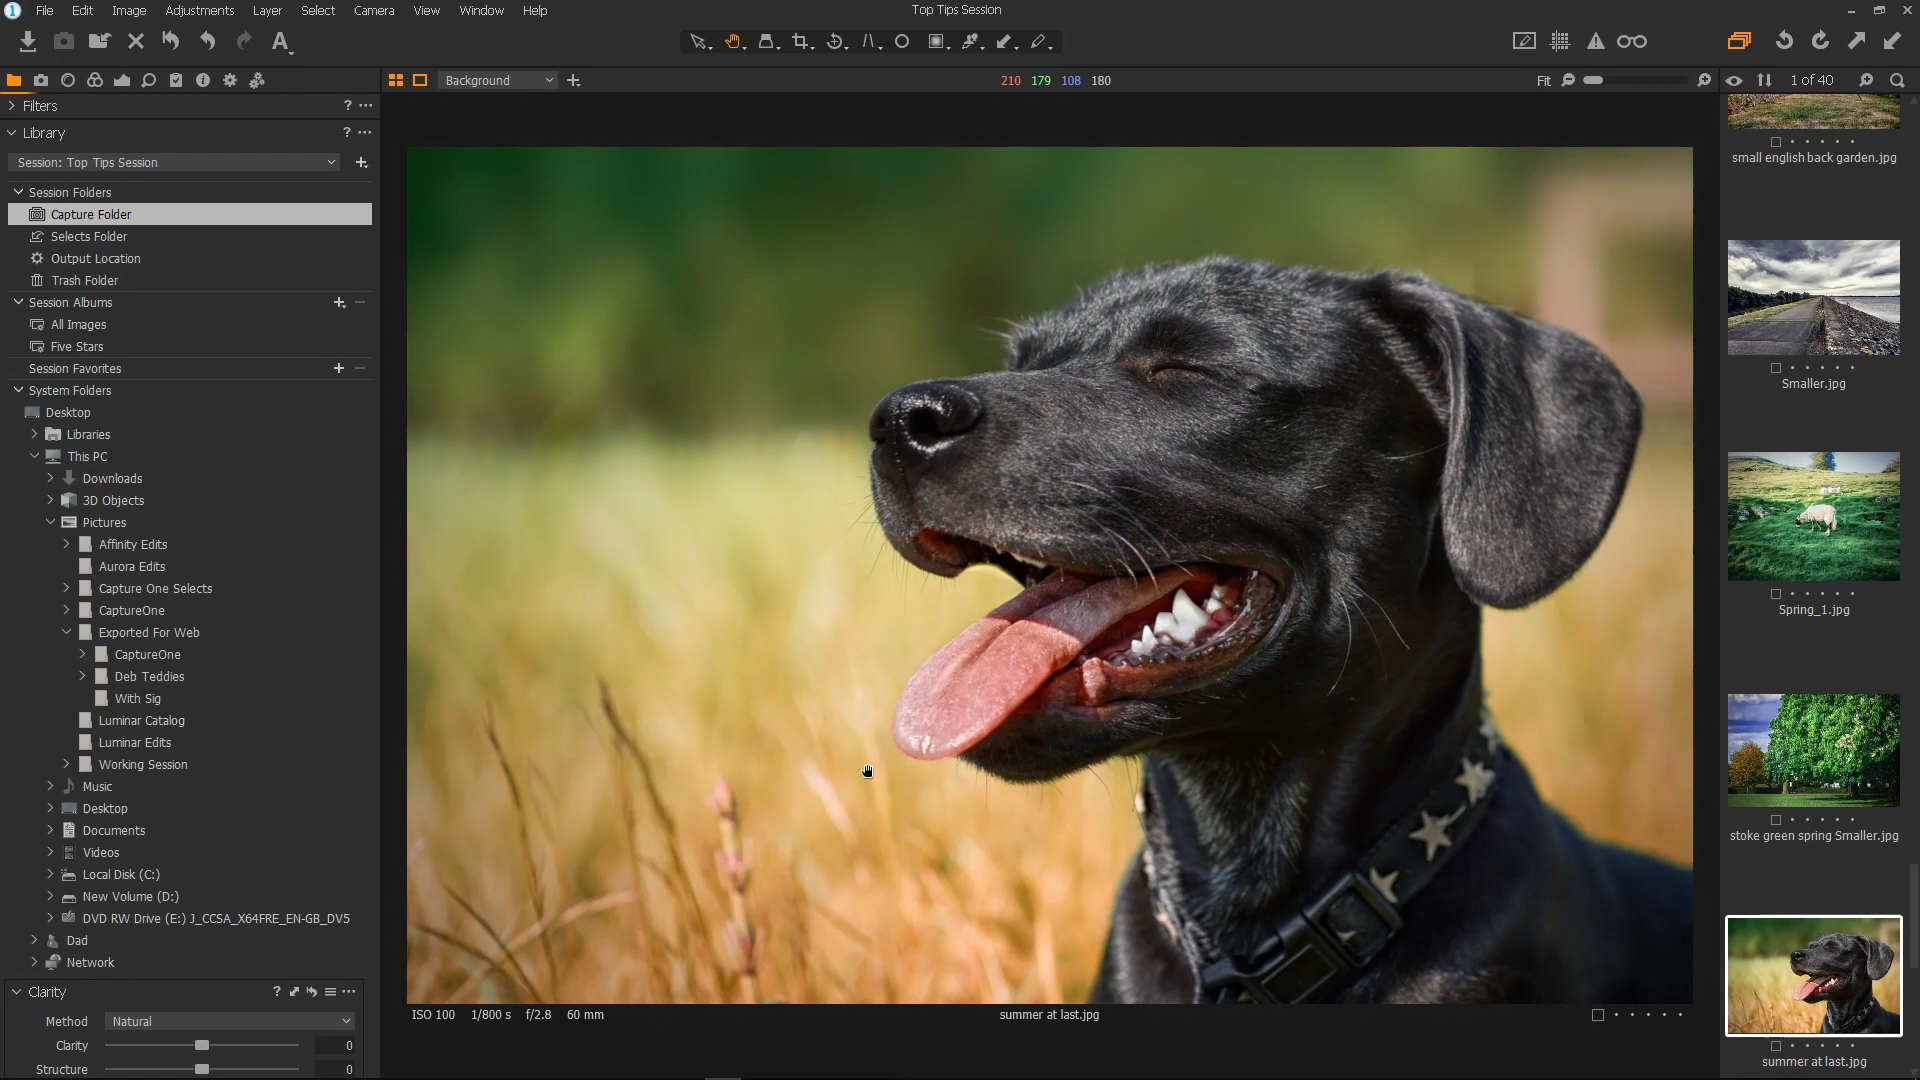 File Edit Image Adjustments Layer Select Camera View Window Help
Top Tips Session
A
Background
210 179 108 180
Fit
1 of 40
Filters
?
Library
?
Session: Top Tips Session
Session Folders
Capture Folder
Selects Folder
Output Location
Trash Folder
Session Albums
All Images
Five Stars
Session Favorites
System Folders
Desktop
Libraries
This PC
Downloads
3D Objects
Pictures
Affinity Edits
Aurora Edits
Capture One Selects
CaptureOne
Exported For Web
CaptureOne
Deb Teddies
With Sig
Luminar Catalog
Luminar Edits
Working Session
Music
Desktop
Documents
Videos
Local Disk (C:)
New Volume (D:)
DVD RW Drive (E:) J_CCSA_X64FRE_EN-GB_DV5
Dad
Network
Clarity
?
Method Natural
Clarity 0
Structure 0
ISO 100 1/800 s f/2.8 60 mm
summer at last.jpg
small english back garden.jpg
Smaller.jpg
Spring_1.jpg
stoke green spring Smaller.jpg
summer at last.jpg